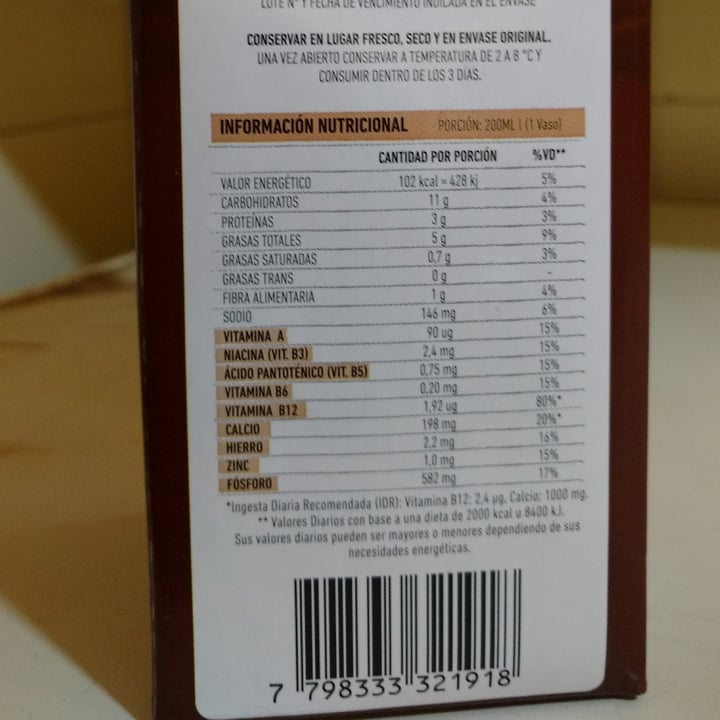 LOTE N° Y FECHA DE VENCIMIENTO INDICADA EN EL ENVASE
CONSERVAR EN LUGAR FRESCO, SECO Y EN ENVASE ORIGINAL.
UNA VEZ ABIERTO CONSERVAR A TEMPERATURA DE 2 A 8 °C Y
CONSUMIR DENTRO DE LOS 3 DÍAS.
INFORMACIÓN NUTRICIONAL PORCIÓN: 200ML | (1 Vaso)
CANTIDAD POR PORCIÓN %VD**
VALOR ENERGÉTICO 102 kcal = 428 kj 5%
CARBOHIDRATOS 11 g 4%
PROTEÍNAS 3 g 3%
GRASAS TOTALES 5 g 9%
GRASAS SATURADAS 0,7 g 3%
GRASAS TRANS 0 g -
FIBRA ALIMENTARIA 1 g 4%
SODIO 146 mg 6%
VITAMINA A 90 ug 15%
NIACINA (VIT. B3) 2,4 mg 15%
ÁCIDO PANTOTÉNICO (VIT. B5) 0,75 mg 15%
VITAMINA B6 0,20 mg 15%
VITAMINA B12 1,92 ug 80%*
CALCIO 198 mg 20%*
HIERRO 2,2 mg 16%
ZINC 1,0 mg 15%
FÓSFORO 582 mg 17%
*Ingesta Diaria Recomendada (IDR): Vitamina B12: 2,4 µg, Calcio: 1000 mg.
** Valores Diarios con base a una dieta de 2000 kcal u 8400 kJ.
Sus valores diarios pueden ser mayores o menores dependiendo de sus
necesidades energéticas.
7 798333 321918